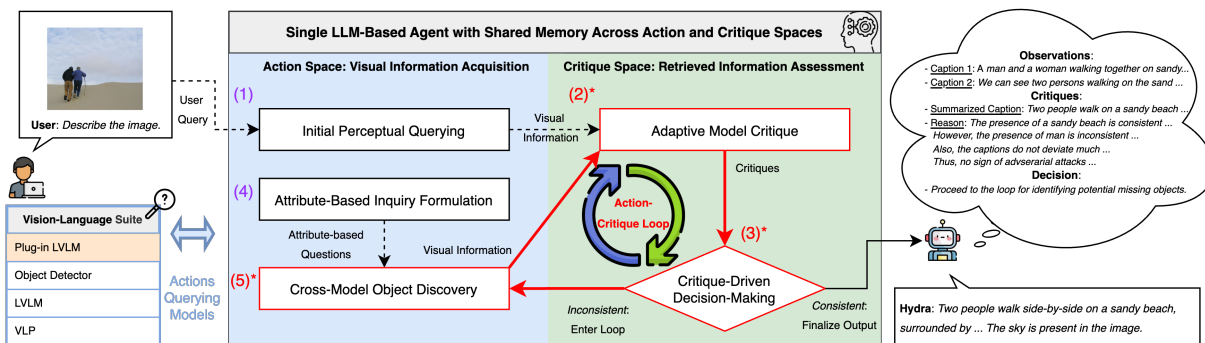 Single LLM-Based Agent with Shared Memory Across Action and Critique Spaces
Action Space: Visual Information Acquisition
Critique Space: Retrieved Information Assessment
User: Describe the image.
User
Query
Vision-Language Suite
Plug-in LVLM
Object Detector
LVLM
VLP
Actions
Querying
Models
(1)
Initial Perceptual Querying
Visual
Information
(2)*
Adaptive Model Critique
Critiques
(4)
Attribute-Based Inquiry Formulation
Attribute-based
Questions
Visual Information
Action-
Critique Loop
(3)*
Critique-Driven
Decision-Making
(5)*
Cross-Model Object Discovery
Inconsistent:
Enter Loop
Consistent:
Finalize Output
Observations:
- Caption 1: A man and a woman walking together on sandy...
- Caption 2: We can see two persons walking on the sand ...
Critiques:
- Summarized Caption: Two people walk on a sandy beach ...
- Reason: The presence of a sandy beach is consistent ...
However, the presence of man is inconsistent ...
Also, the captions do not deviate much ...
Thus, no sign of advserarial attacks ...
Decision:
- Proceed to the loop for identifying potential missing objects.
Hydra: Two people walk side-by-side on a sandy beach,
surrounded by ... The sky is present in the image.